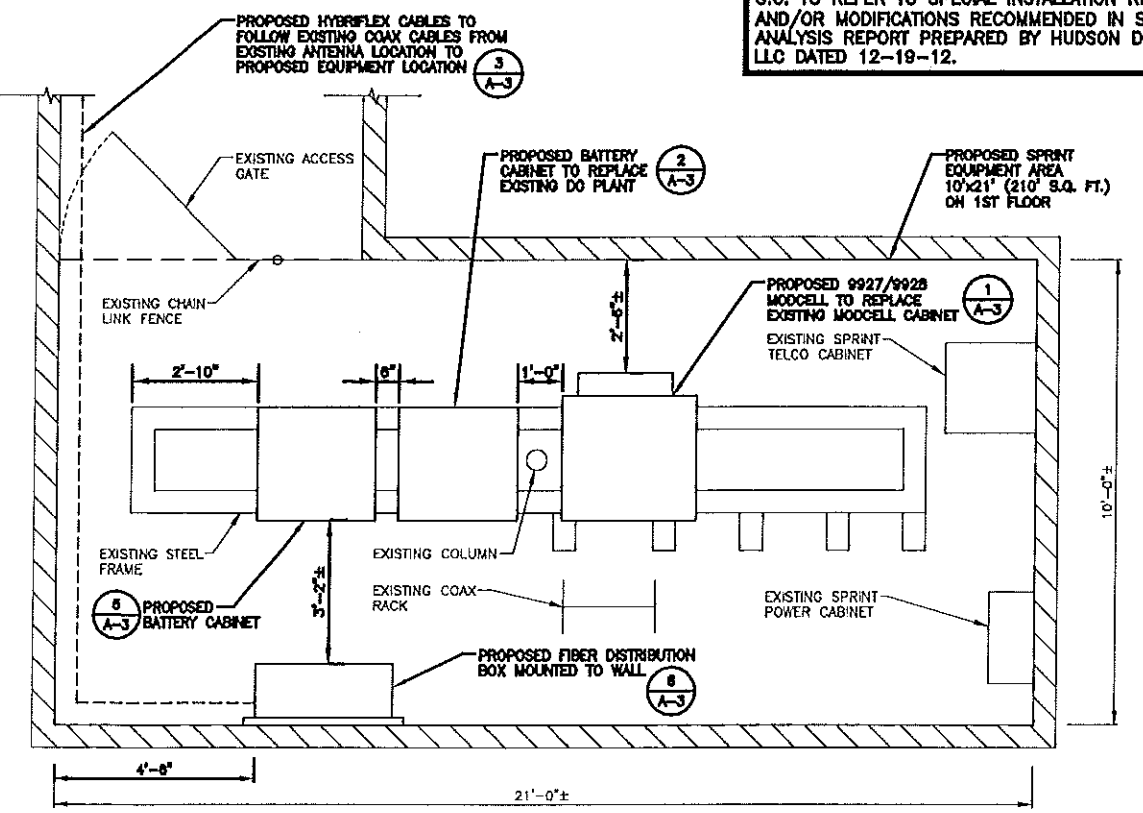 G.C. TO REFER TO SPECIAL INSTALLATION
AND/OR MODIFICATIONS RECOMMENDED IN
ANALYSIS REPORT PREPARED BY HUDSON
LLC DATED 12-19-12.
PROPOSED HYBRIFLEX CABLES TO
FOLLOW EXISTING COAX CABLES FROM
EXISTING ANTENNA LOCATION TO
PROPOSED EQUIPMENT LOCATION
3
A-3
EXISTING ACCESS
GATE
PROPOSED BATTERY
CABINET TO REPLACE
EXISTING DC PLANT
2
A-3
PROPOSED SPRINT
EQUIPMENT AREA
10'x21' (210' S.Q. FT.)
ON 1ST FLOOR
EXISTING CHAIN
LINK FENCE
2'-6"±
PROPOSED 9927/9928
MODCELL TO REPLACE
EXISTING MODCELL CABINET
1
A-3
EXISTING SPRINT
TELCO CABINET
2'-10"
6"
1'-0"
10'-0"±
EXISTING STEEL
FRAME
EXISTING COLUMN
3'-2"±
EXISTING COAX
RACK
EXISTING SPRINT
POWER CABINET
5
A-3
PROPOSED
BATTERY CABINET
PROPOSED FIBER DISTRIBUTION
BOX MOUNTED TO WALL
6
A-3
4'-6"
21'-0"±